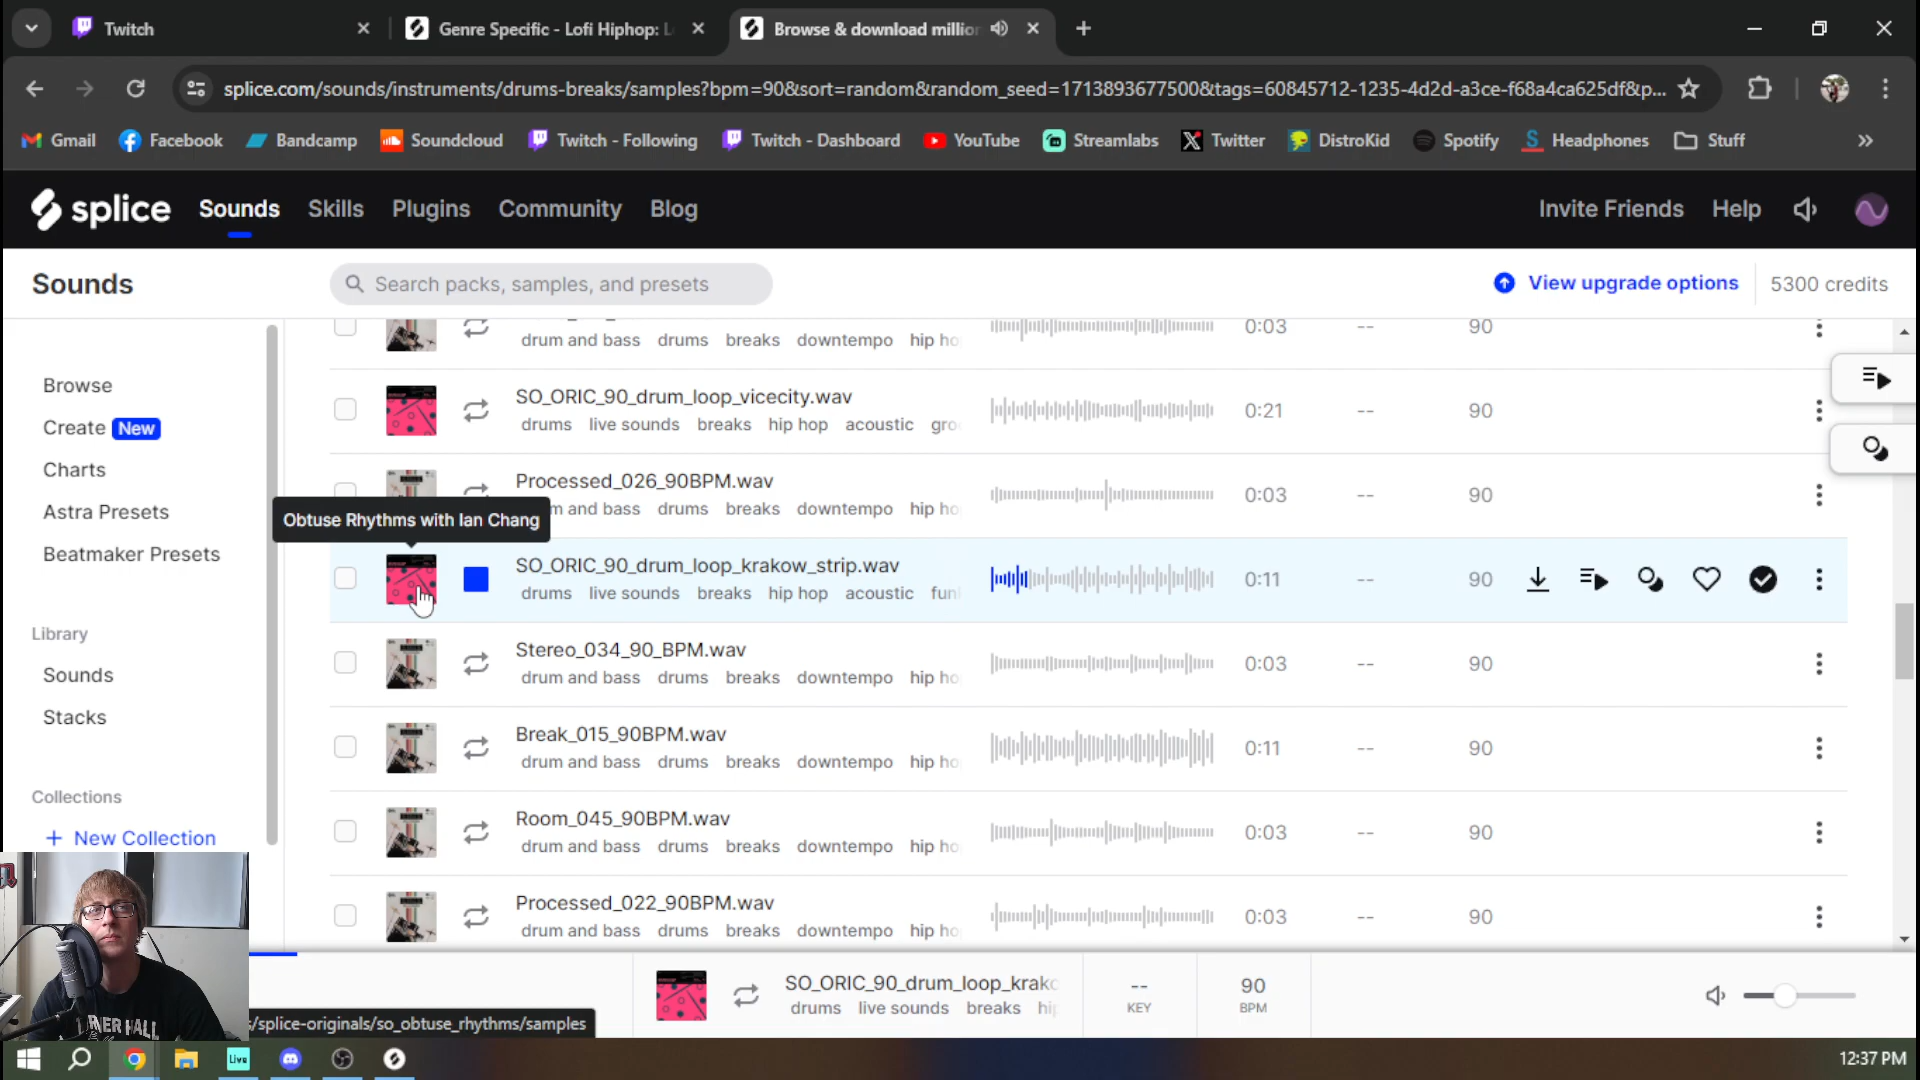 Twitch
Genre Specific - Lofi Hiphop: L
Browse & download millio
splice.com/sounds/instruments/drums-breaks/samples?bpm=90&sort=random&random_seed=17138936775500&tags=60845712-1235-4d2d-a3ce-f68a4ca625df&p...
Gmail Facebook Bandcamp Soundcloud Twitch - Following Twitch - Dashboard YouTube Streamlabs Twitter DistroKid Spotify Headphones Stuff »
splice Sounds Skills Plugins Community Blog Invite Friends Help
Sounds Search packs, samples, and presets View upgrade options 5300 credits
0:03 -- 90
drum and bass drums breaks downtempo hip ho
Browse
SO_ORIC_90_drum_loop_vicecity.wav 0:21 -- 90
drums live sounds breaks hip hop acoustic gro
Create New
Charts
Processed_026_90BPM.wav 0:03 -- 90
m and bass drums breaks downtempo hip ho
Astra Presets
Obtuse Rhythms with Ian Chang
Beatmaker Presets
SO_ORIC_90_drum_loop_krakow_strip.wav 0:11 -- 90
drums live sounds breaks hip hop acoustic fun
Library
Stereo_034_90_BPM.wav 0:03 -- 90
drum and bass drums breaks downtempo hip ho
Sounds
Stacks
Break_015_90BPM.wav 0:11 -- 90
drum and bass drums breaks downtempo hip ho
Collections
+ New Collection
Room_045_90BPM.wav 0:03 -- 90
drum and bass drums breaks downtempo hip ho
Processed_022_90BPM.wav 0:03 -- 90
drum and bass drums breaks downtempo hip ho
SO_ORIC_90_drum_loop_krako
drums live sounds breaks hip
-- KEY
90 BPM
/splice-originals/so_obtuse_rhythms/samples
Live
12:37 PM